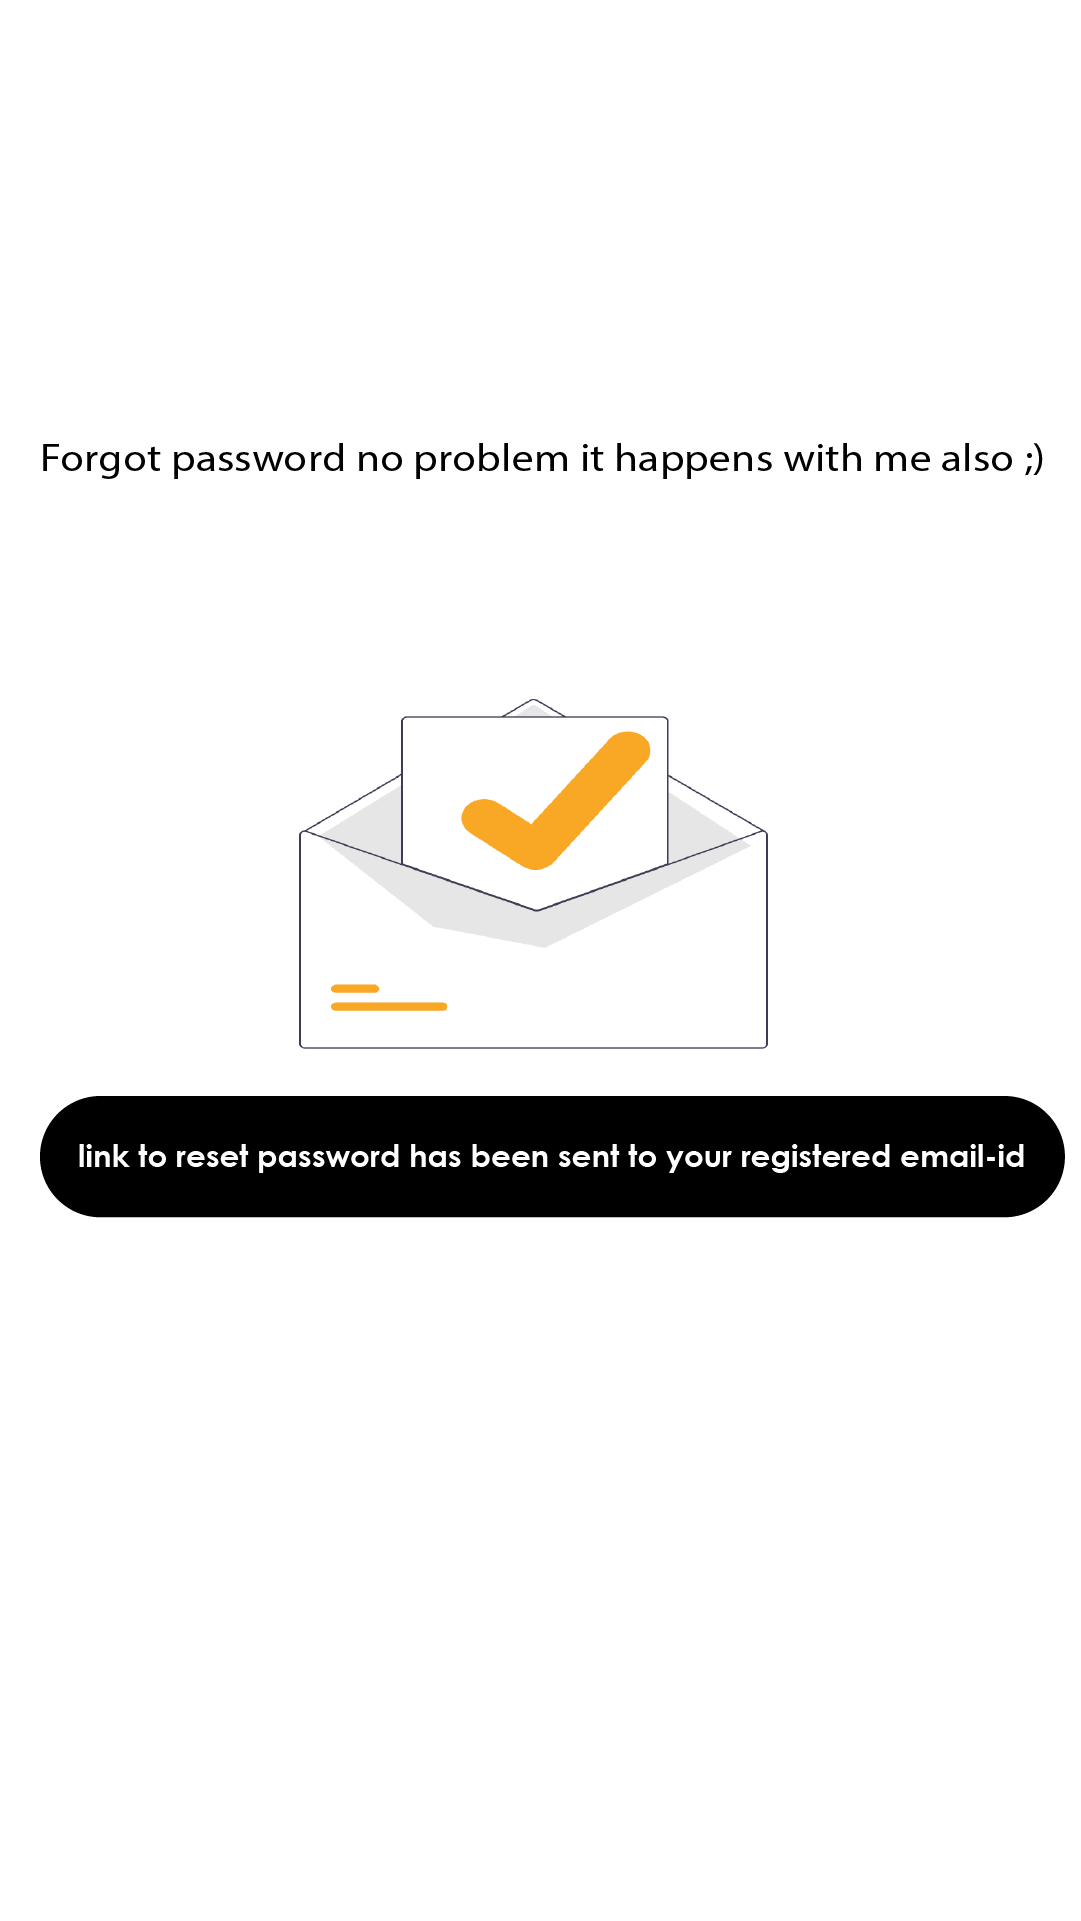 Forgot password no problem it happens with me also ;)
link to reset password has been sent to your registered email-id